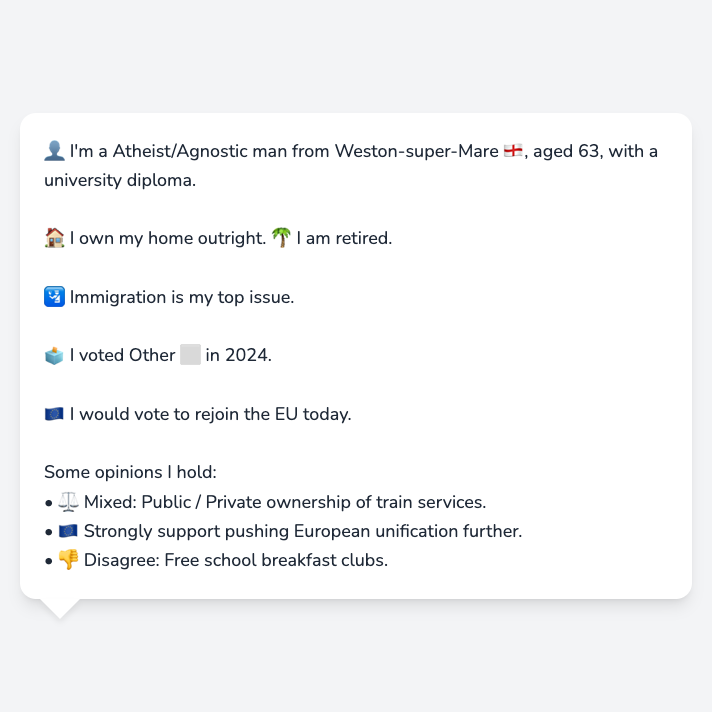 👤 I'm a Atheist/Agnostic man from Weston-super-Mare 🏴󠁧󠁢󠁥󠁮󠁧󠁿, aged 63, with a
university diploma.
🏠 I own my home outright. 🌴 I am retired.
🛂 Immigration is my top issue.
🗳️ I voted Other ⬜ in 2024.
🇪🇺 I would vote to rejoin the EU today.
Some opinions I hold:
• ⚖️ Mixed: Public / Private ownership of train services.
• 🇪🇺 Strongly support pushing European unification further.
• 👎 Disagree: Free school breakfast clubs.